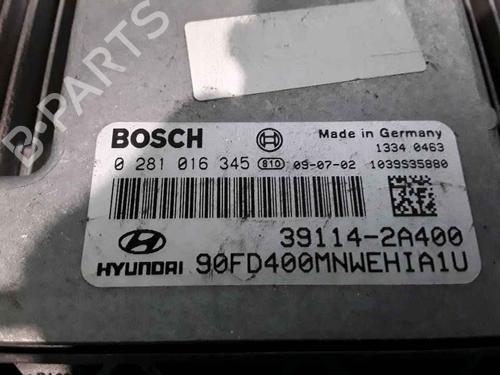 B-PARTS
BOSCH Made in Germany
1334 0463
0 281 016 345 810 09-07-02 1039S35880
39114-2A400
HYUNDAI 90FD400MNWEHIA1U